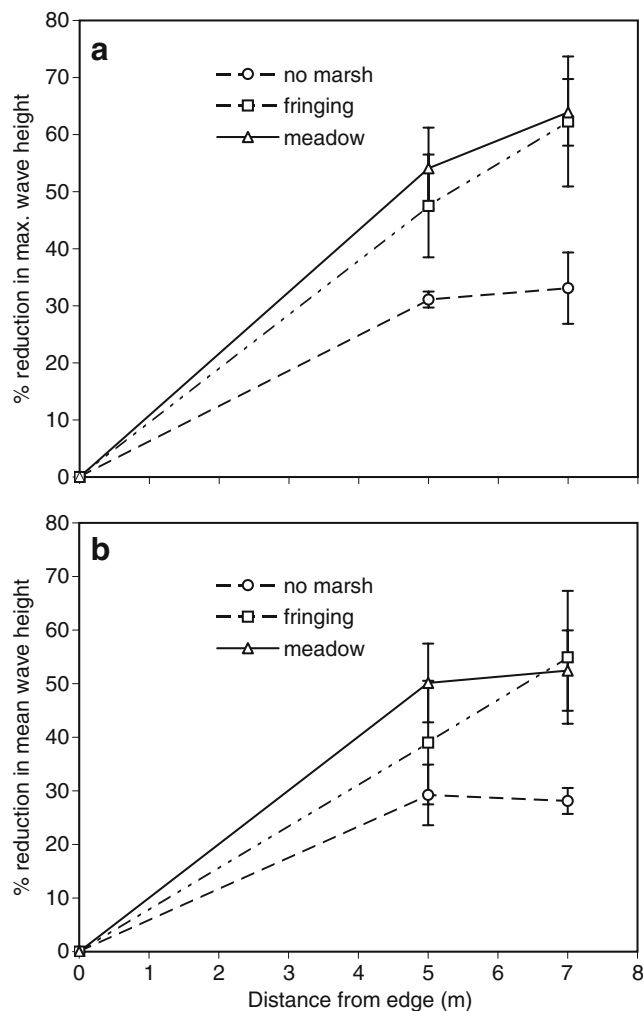 a
no marsh
fringing
meadow
% reduction in max. wave height
80
70
60
50
40
30
20
10
0
b
no marsh
fringing
meadow
% reduction in mean wave height
80
70
60
50
40
30
20
10
0
0 1 2 3 4 5 6 7 8
Distance from edge (m)